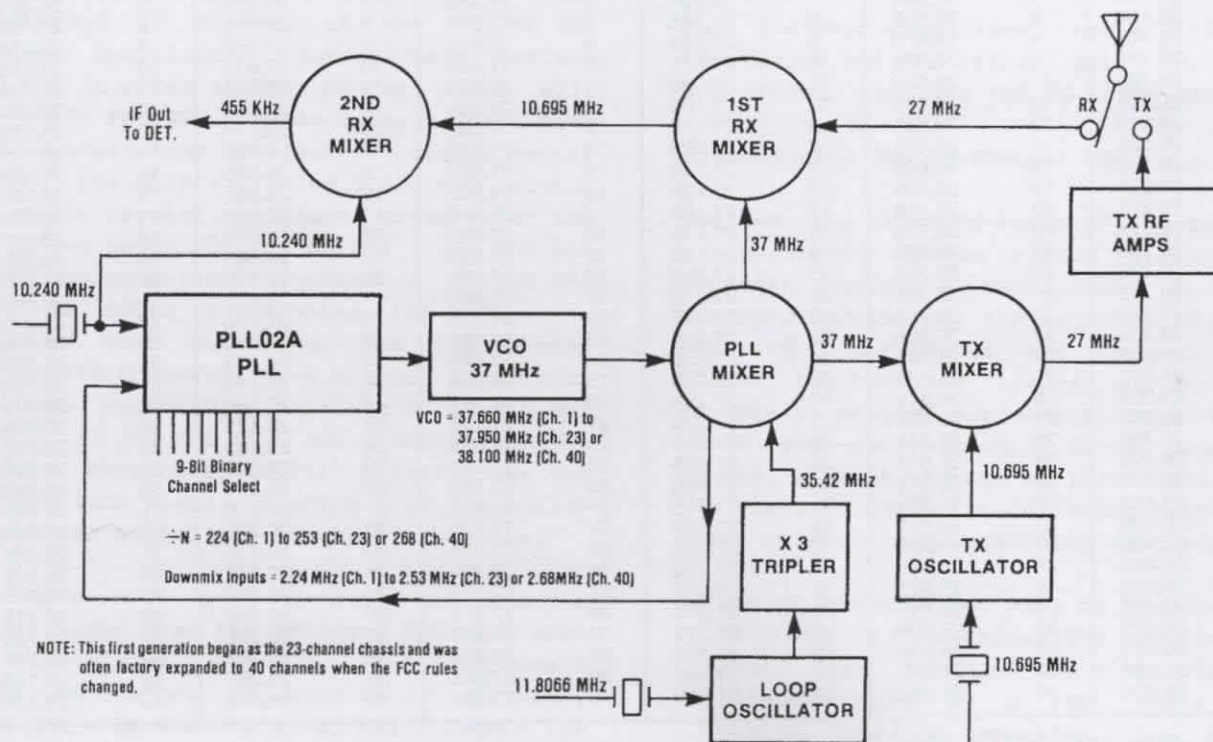 IF Out
To DET.
455 KHz
2ND
RX
MIXER
10.695 MHz
1ST
RX
MIXER
27 MHz
RX
TX
TX RF
AMPS
10.240 MHz
37 MHz
10.240 MHz
PLL02A
PLL
VCO
37 MHz
PLL
MIXER
37 MHz
TX
MIXER
27 MHz
VCO = 37.660 MHz (Ch. 1) to
37.950 MHz (Ch. 23) or
38.100 MHz (Ch. 40)
9-Bit Binary
Channel Select
35.42 MHz
10.695 MHz
÷N = 224 (Ch. 1) to 253 (Ch. 23) or 268 (Ch. 40)
Downmix Inputs = 2.24 MHz (Ch. 1) to 2.53 MHz (Ch. 23) or 2.68MHz (Ch. 40)
X 3
TRIPLER
TX
OSCILLATOR
NOTE: This first generation began as the 23-channel chassis and was
often factory expanded to 40 channels when the FCC rules
changed.
11.8066 MHz
LOOP
OSCILLATOR
10.695 MHz